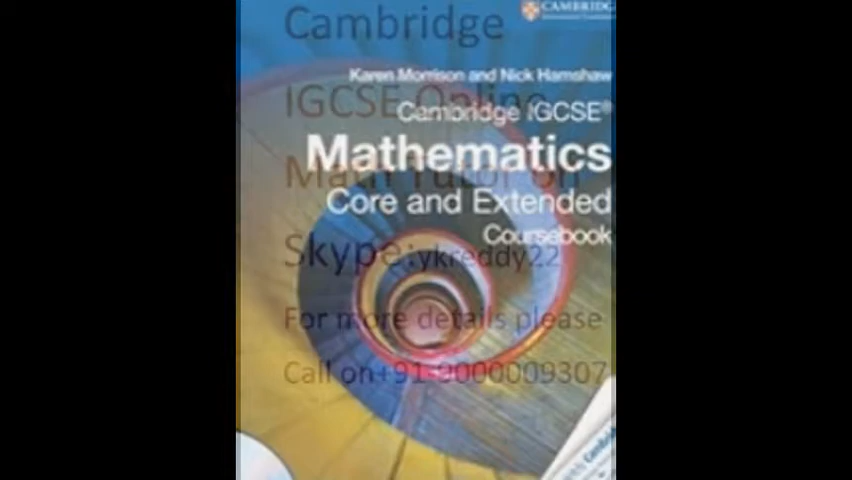 Cambridge
CAMBRIDGE
Karen Morrison and Nick Hamshaw
IGCSE Online
Cambridge IGCSE®
Mathematics
Math Tutor on
Core and Extended
Coursebook
Skype:ykreddy22
For more details please
Call on+91-9000009307